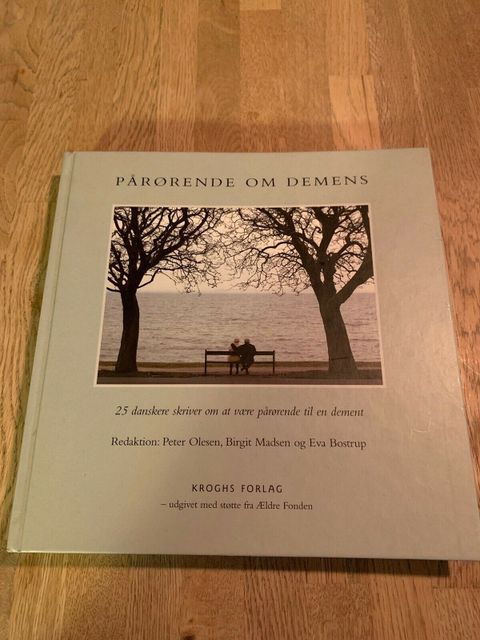 PÅRØRENDE OM DEMENS
25 danskere skriver om at være pårørende til en dement
Redaktion: Peter Olesen, Birgit Madsen og Eva Bostrup
KROGHS FORLAG
– udgivet med støtte fra Ældre Fonden